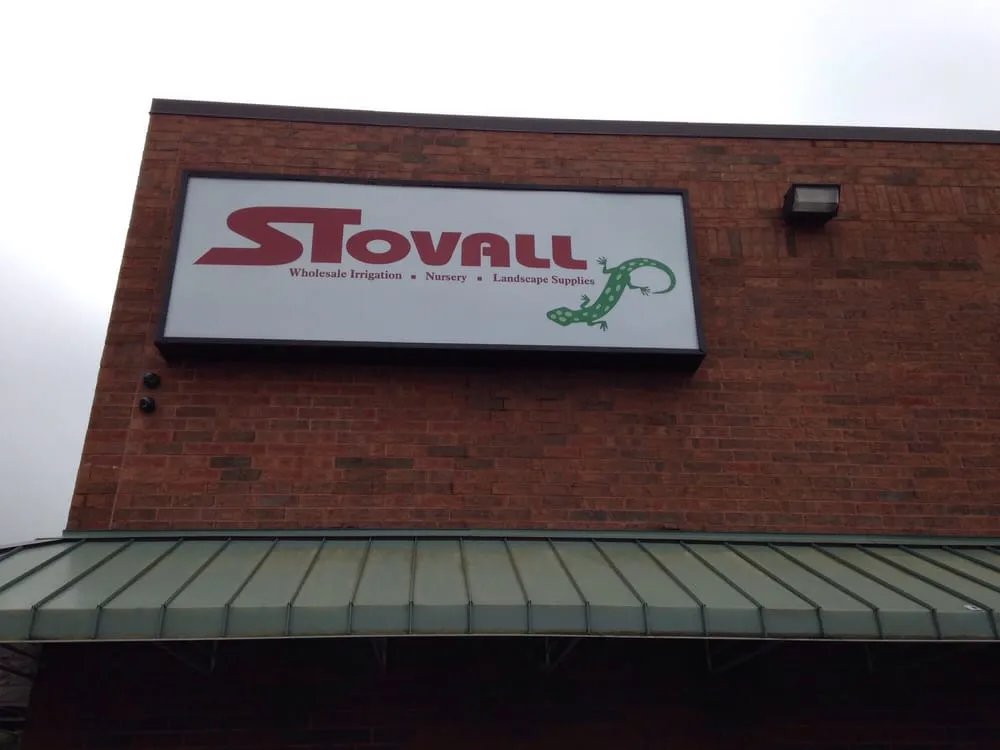 STOVALL
Wholesale Irrigation ▪ Nursery ▪ Landscape Supplies